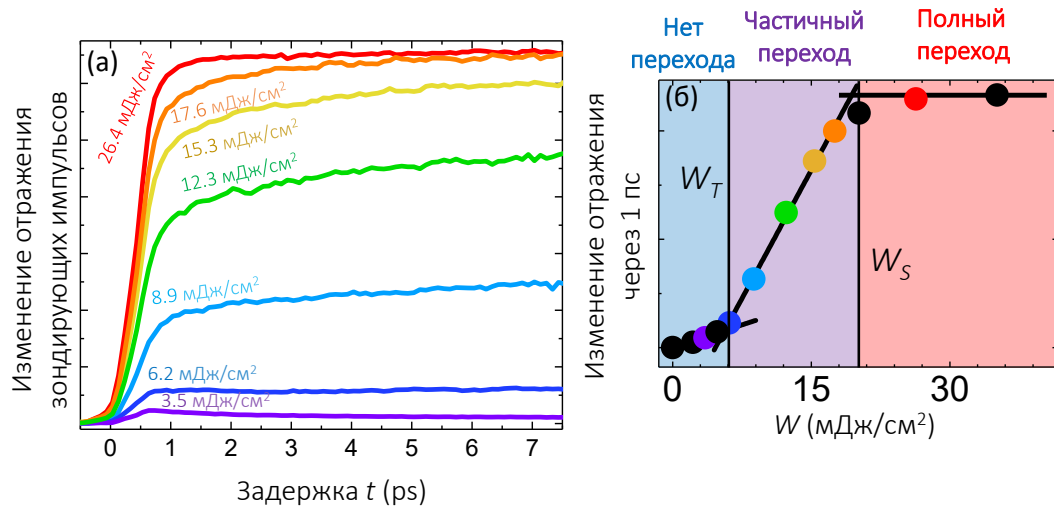 (а)
Изменение отражения
зондирующих импульсов
26.4 мДж/см²
17.6 мДж/см²
15.3 мДж/см²
12.3 мДж/см²
8.9 мДж/см²
6.2 мДж/см²
3.5 мДж/см²
0 1 2 3 4 5 6 7
Задержка t (ps)
Нет
перехода
Частичный
переход
Полный
переход
(б)
Изменение отражения
через 1 пс
W_T
W_S
0 15 30
W (мДж/см²)